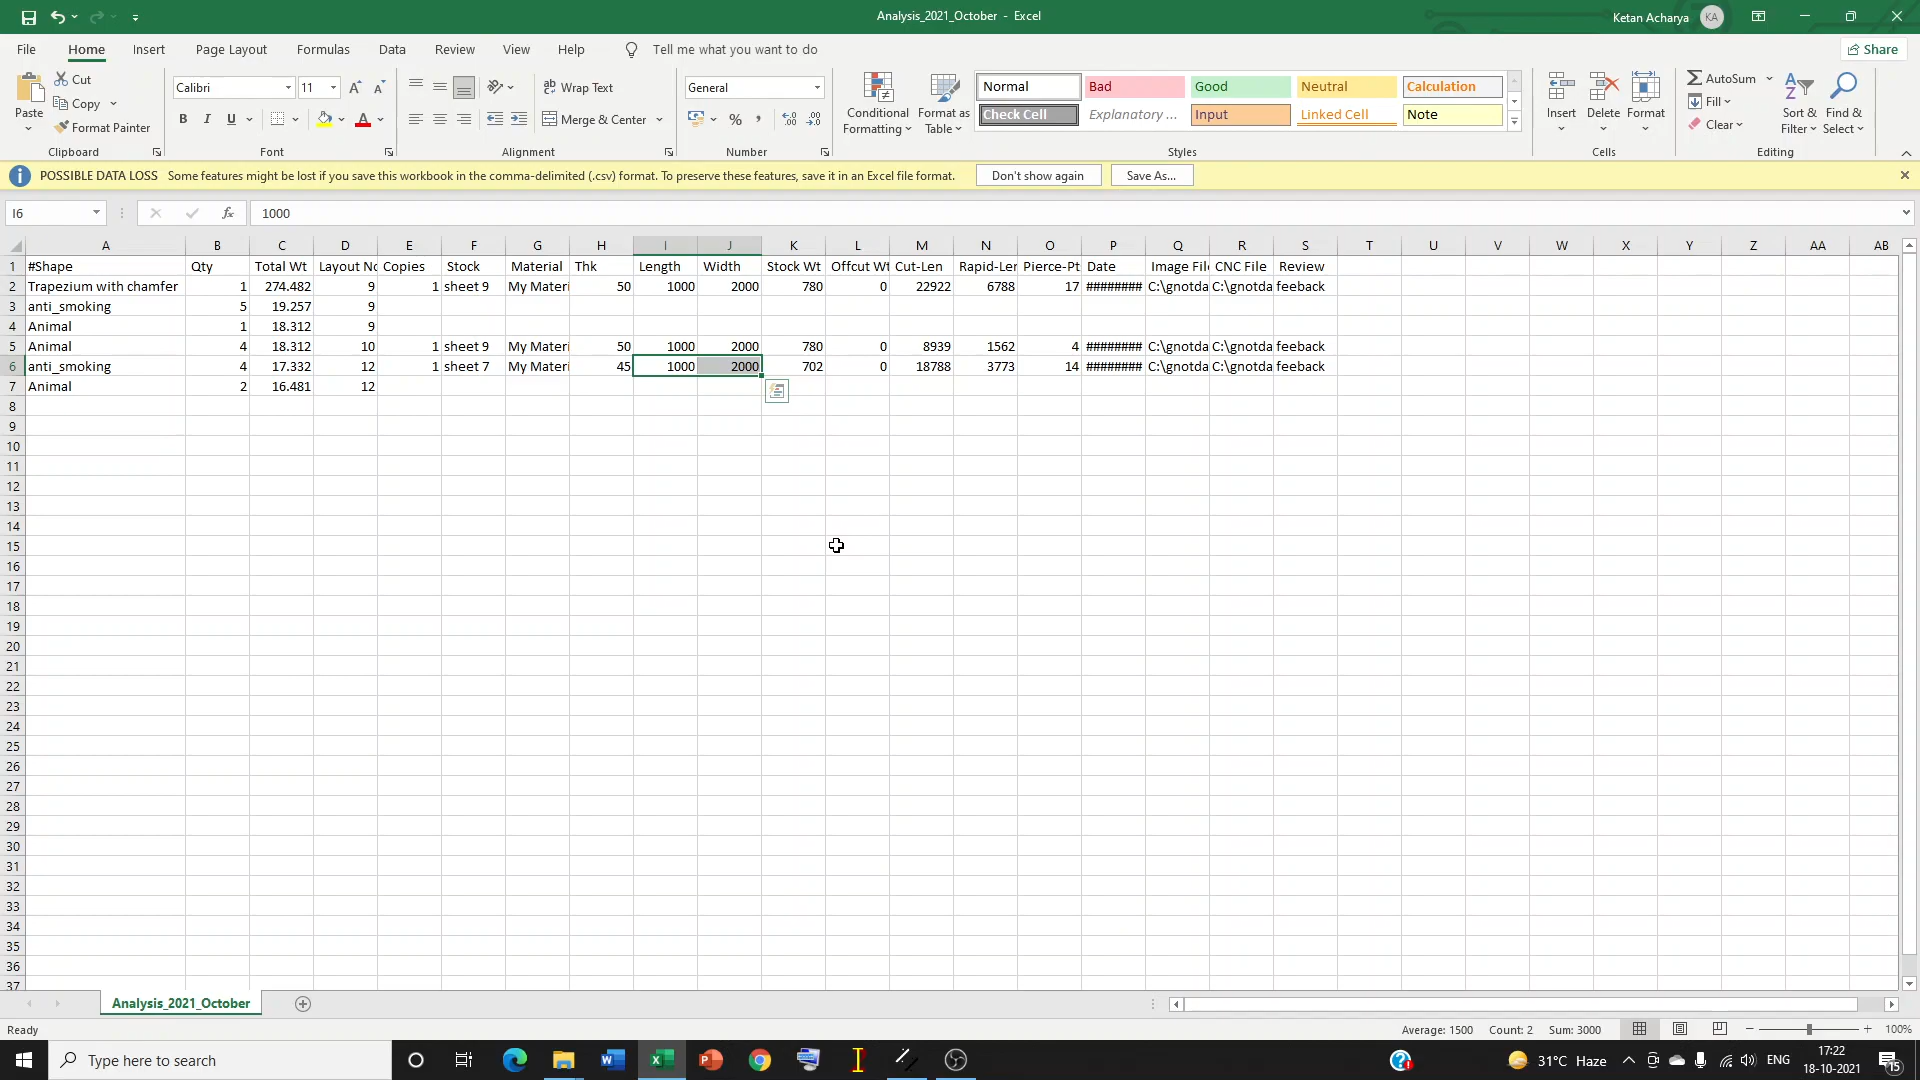 Analysis_2021_October - Excel
Ketan Acharya KA
File Home Insert Page Layout Formulas Data Review View Help Tell me what you want to do Share
Paste Cut Copy Format Painter Clipboard
Calibri 11 B I U Font
Wrap Text Merge & Center Alignment
General Number
Conditional Formatting Format as Table
Normal Bad Good Neutral Calculation
Check Cell Explanatory ... Input Linked Cell Note
Styles
Insert Delete Format Cells
AutoSum Fill Clear Sort & Filter Find & Select Editing
POSSIBLE DATA LOSS Some features might be lost if you save this workbook in the comma-delimited (.csv) format. To preserve these features, save it in an Excel file format. Don't show again Save As...
I6 fx 1000
A B C D E F G H I J K L M N O P Q R S T U V W X Y Z AA AB
1 #Shape Qty Total Wt Layout No Copies Stock Material Thk Length Width Stock Wt Offcut Wt Cut-Len Rapid-Len Pierce-Pt Date Image File CNC File Review
2 Trapezium with chamfer 1 274.482 9 1 sheet 9 My Materi 50 1000 2000 780 0 22922 6788 17 ######## C:\gnotda C:\gnotda feeback
3 anti_smoking 5 19.257 9
4 Animal 1 18.312 9
5 Animal 4 18.312 10 1 sheet 9 My Materi 50 1000 2000 780 0 8939 1562 4 ######## C:\gnotda C:\gnotda feeback
6 anti_smoking 4 17.332 12 1 sheet 7 My Materi 45 1000 2000 702 0 18788 3773 14 ######## C:\gnotda C:\gnotda feeback
7 Animal 2 16.481 12
8
9
10
11
12
13
14
15
16
17
18
19
20
21
22
23
24
25
26
27
28
29
30
31
32
33
34
35
36
37
Analysis_2021_October
Ready Average: 1500 Count: 2 Sum: 3000 100%
Type here to search 31°C Haze ENG 17:22
18-10-2021 15